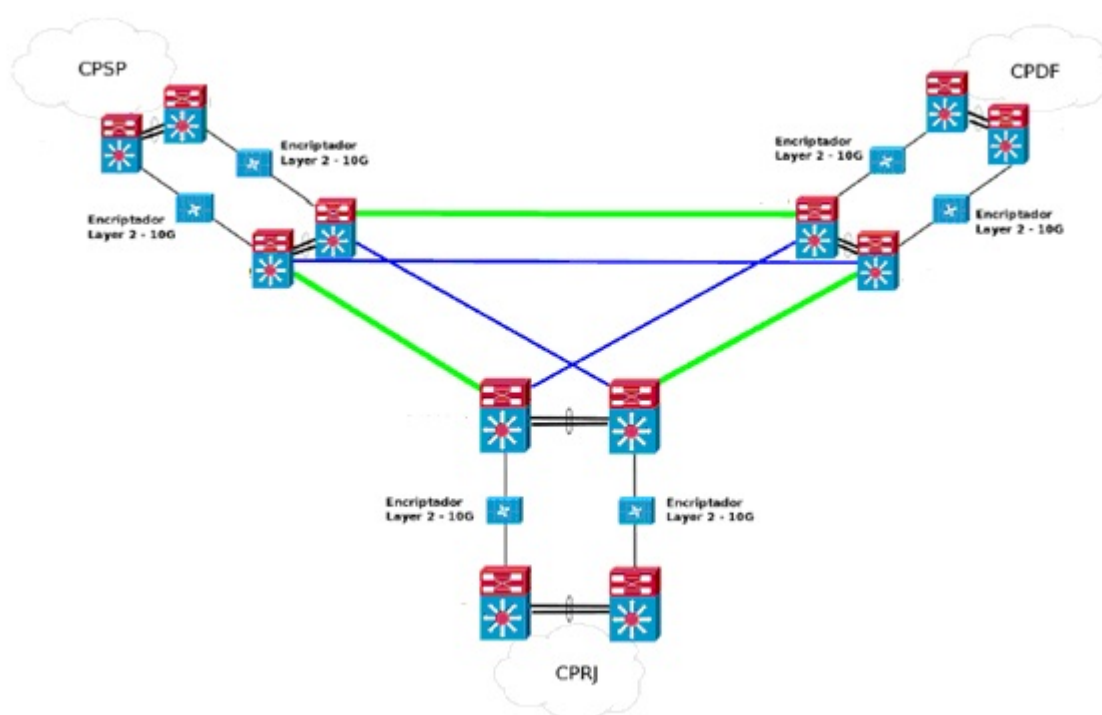 CPSP
CPDF
Encriptador
Layer 2 - 10G
Encriptador
Layer 2 - 10G
Encriptador
Layer 2 - 10G
Encriptador
Layer 2 - 10G
Encriptador
Layer 2 - 10G
Encriptador
Layer 2 - 10G
CPRJ